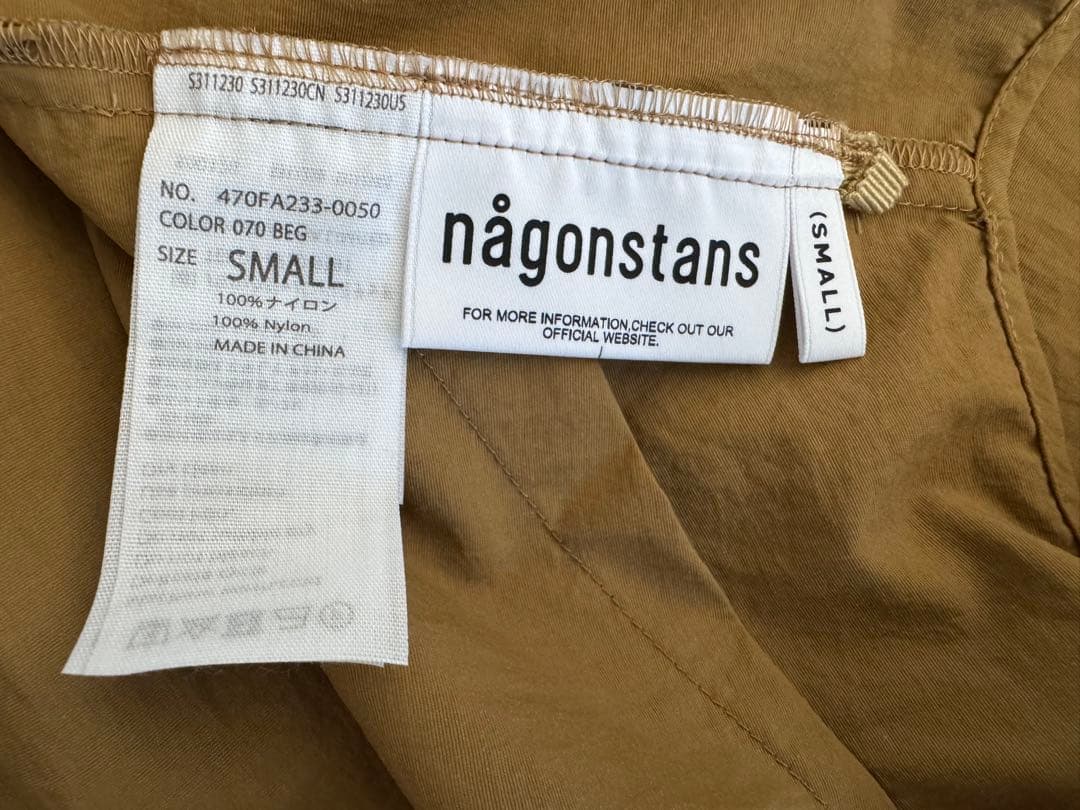 S311230 S311230CN S311230US
NO. 470FA233-0050
COLOR 070 BEG
SIZE SMALL
100%ナイロン
100% Nylon
MADE IN CHINA
någonstans
FOR MORE INFORMATION,CHECK OUT OUR
OFFICIAL WEBSITE.
(SMALL)